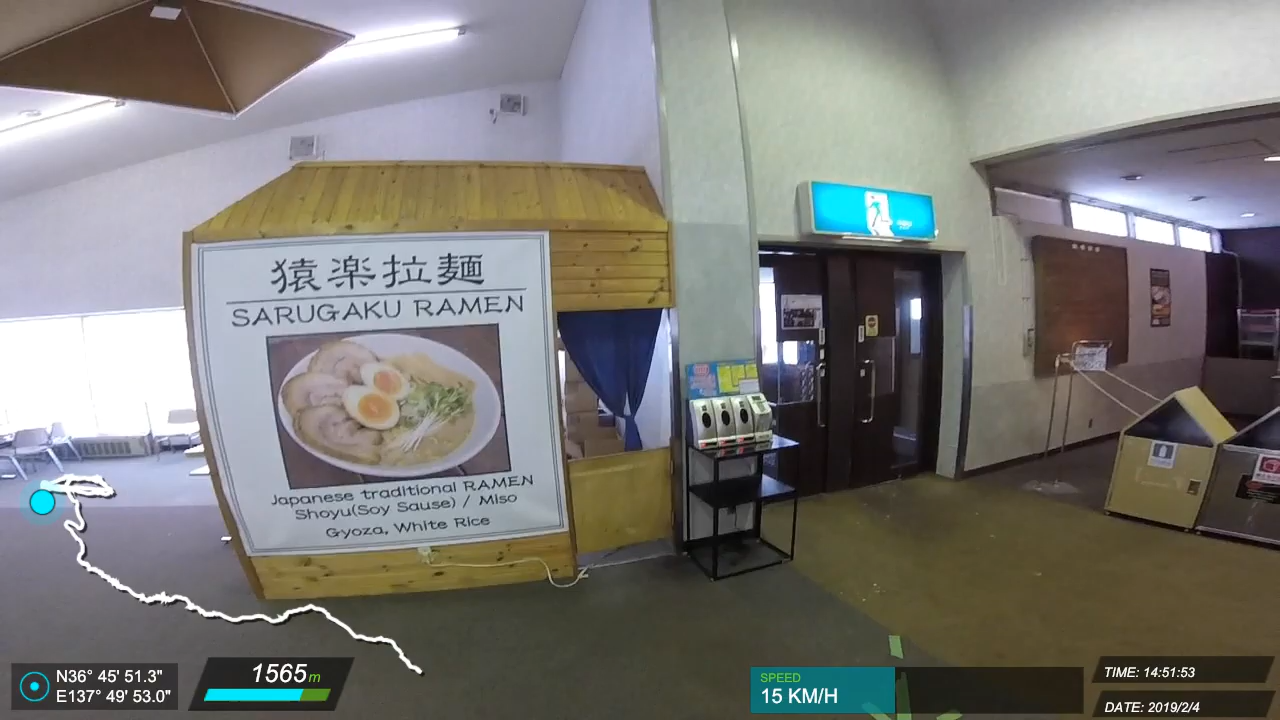 猿楽拉麺
SARUGAKU RAMEN
Japanese traditional RAMEN
Shoyu(Soy Sause) / Miso
Gyoza, White Rice
N36° 45' 51.3"
E137° 49' 53.0"
1565m
SPEED
15 KM/H
TIME: 14:51:53
DATE: 2019/2/4